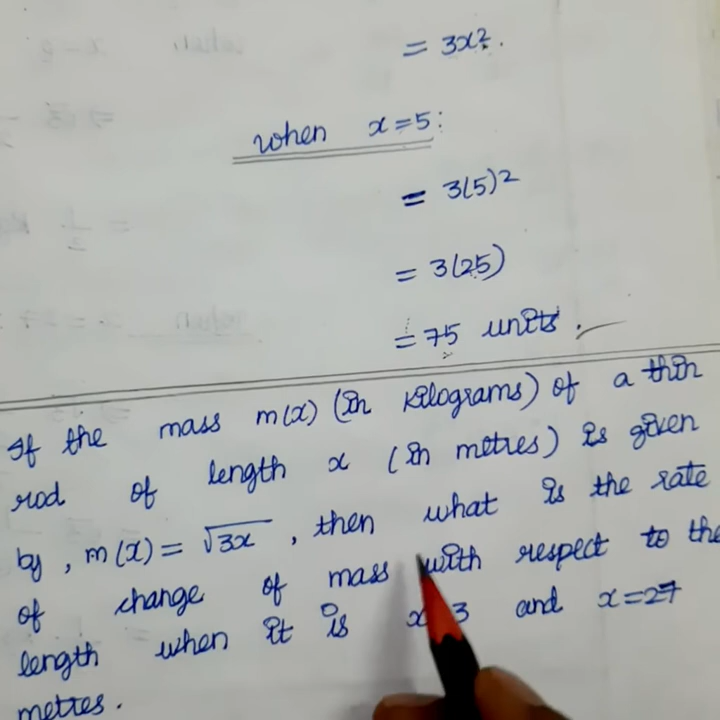 = 3x².
when x=5:
= 3(5)²
= 3(25)
= 75 units.
If the mass m(x) (in kilograms) of a thin
rod of length x (in metres) is given
by, m(x) = √3x, then what is the rate
of change of mass with respect to the
length when it is x 3 and x=27
metres.